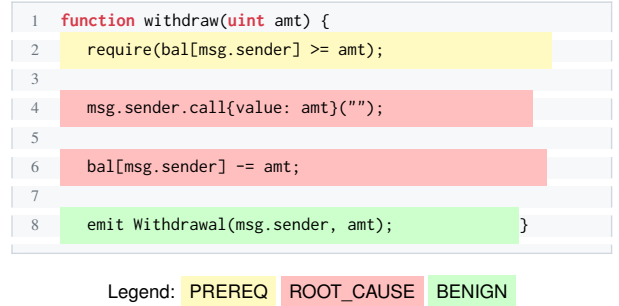 1 function withdraw(uint amt) {
2 require(bal[msg.sender] >= amt);
3
4 msg.sender.call{value: amt}("");
5
6 bal[msg.sender] -= amt;
7
8 emit Withdrawal(msg.sender, amt); }
Legend: PREREQ ROOT_CAUSE BENIGN